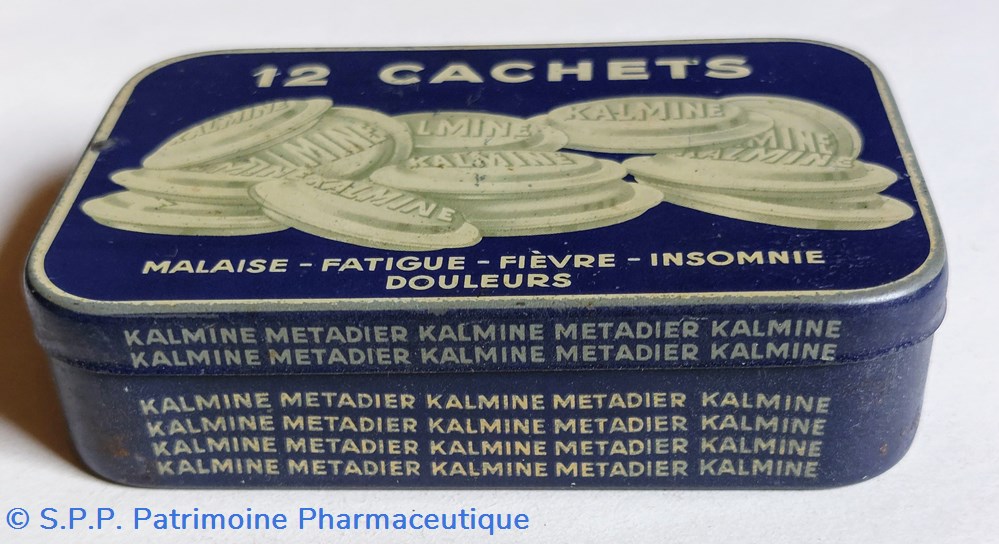 12 CACHETS
KALMINE
KALMINE
KALMINE
KALMINE
KALMINE
MALAISE - FATIGUE - FIÈVRE - INSOMNIE
DOULEURS
KALMINE METADIER KALMINE METADIER KALMINE
KALMINE METADIER KALMINE METADIER KALMINE
KALMINE METADIER KALMINE METADIER KALMINE
KALMINE METADIER KALMINE METADIER KALMINE
KALMINE METADIER KALMINE METADIER KALMINE
KALMINE METADIER KALMINE METADIER KALMINE
© S.P.P. Patrimoine Pharmaceutique